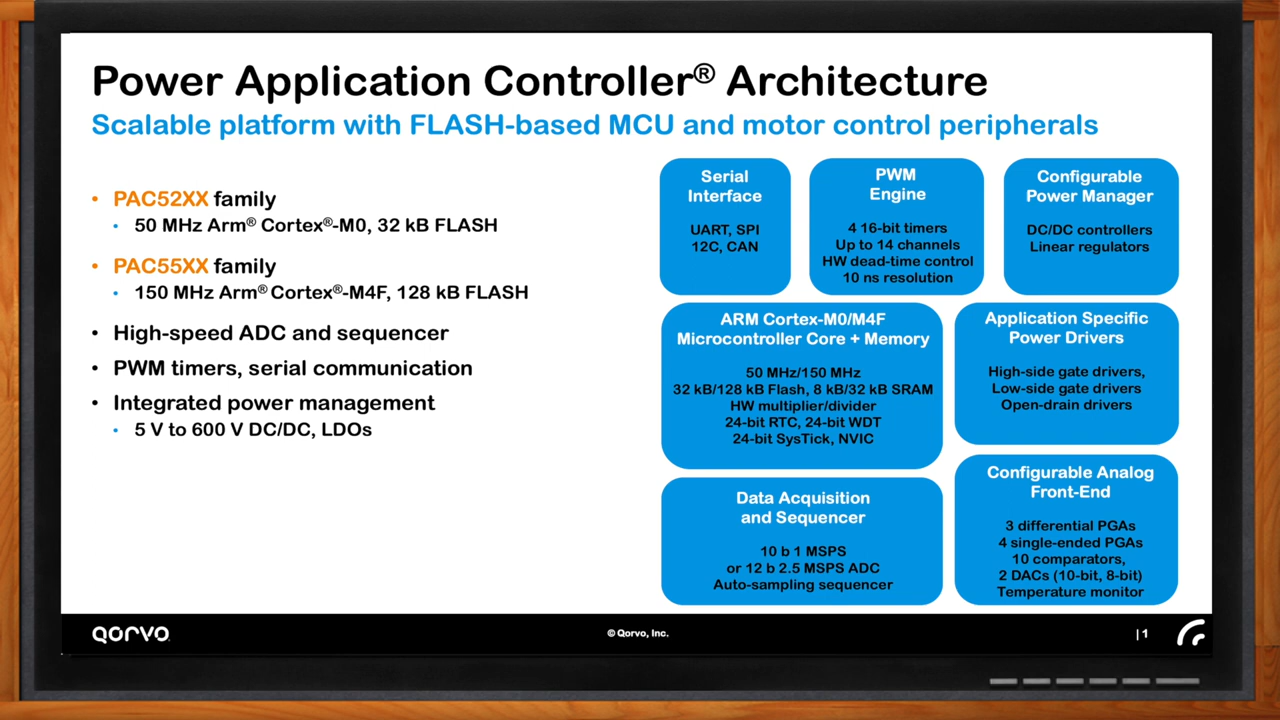 Power Application Controller® Architecture
Scalable platform with FLASH-based MCU and motor control peripherals
• PAC52XX family
• 50 MHz Arm® Cortex®-M0, 32 kB FLASH
• PAC55XX family
• 150 MHz Arm® Cortex®-M4F, 128 kB FLASH
• High-speed ADC and sequencer
• PWM timers, serial communication
• Integrated power management
• 5 V to 600 V DC/DC, LDOs
Serial
Interface
UART, SPI
12C, CAN
PWM
Engine
4 16-bit timers
Up to 14 channels
HW dead-time control
10 ns resolution
Configurable
Power Manager
DC/DC controllers
Linear regulators
ARM Cortex-M0/M4F
Microcontroller Core + Memory
50 MHz/150 MHz
32 kB/128 kB Flash, 8 kB/32 kB SRAM
HW multiplier/divider
24-bit RTC, 24-bit WDT
24-bit SysTick, NVIC
Application Specific
Power Drivers
High-side gate drivers,
Low-side gate drivers
Open-drain drivers
Data Acquisition
and Sequencer
10 b 1 MSPS
or 12 b 2.5 MSPS ADC
Auto-sampling sequencer
Configurable Analog
Front-End
3 differential PGAs
4 single-ended PGAs
10 comparators,
2 DACs (10-bit, 8-bit)
Temperature monitor
QORVO
© Qorvo, Inc.
| 1